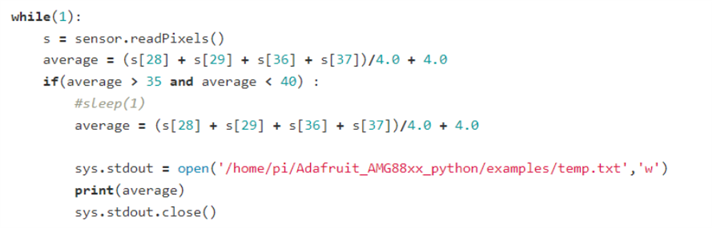 while(1):
    s = sensor.readPixels()
    average = (s[28] + s[29] + s[36] + s[37])/4.0 + 4.0
    if(average > 35 and average < 40) :
        #sleep(1)
        average = (s[28] + s[29] + s[36] + s[37])/4.0 + 4.0

        sys.stdout = open('/home/pi/Adafruit_AMG88xx_python/examples/temp.txt','w')
        print(average)
        sys.stdout.close()